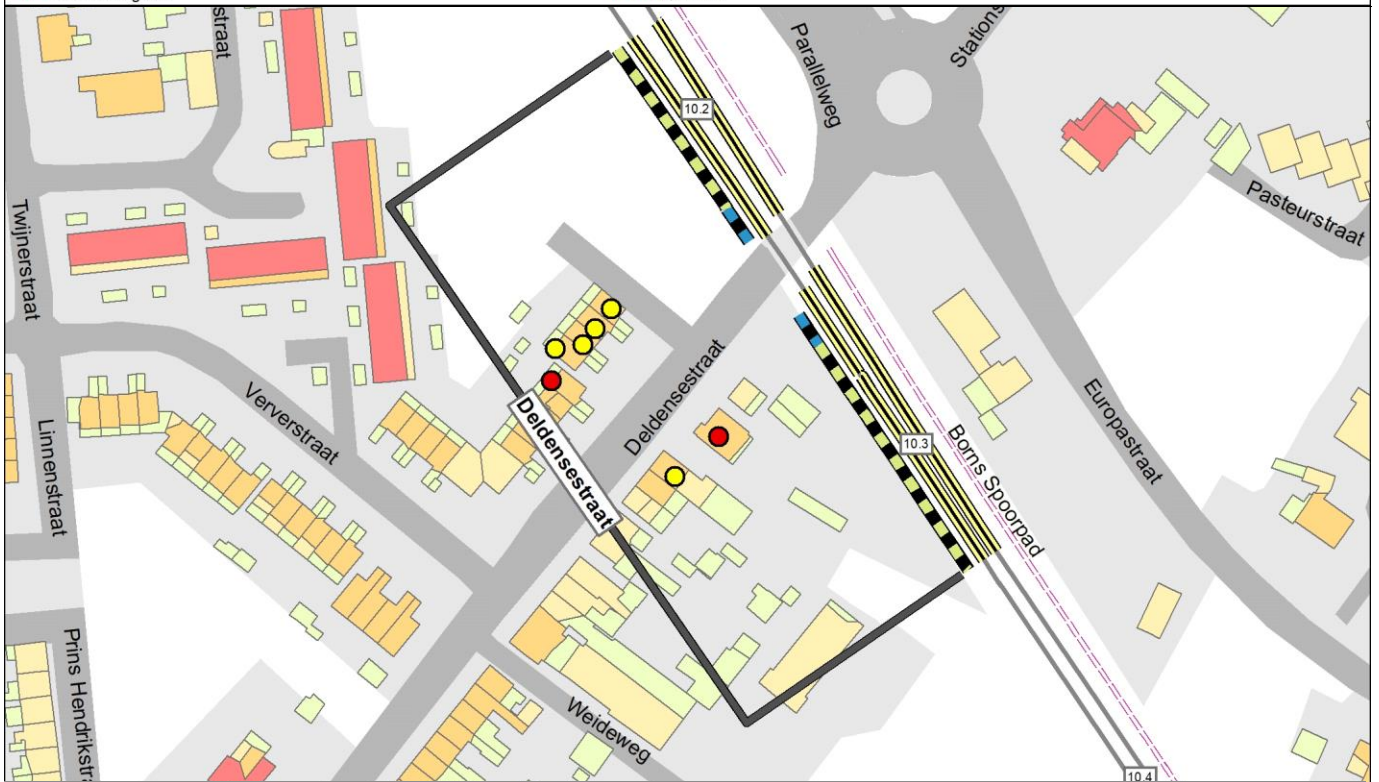 straat
Parallelweg
Stations
10.2
Pasteurstraat
Twijnerstraat
Ververstraat
Deldensestraat
Deldensestraat
Linnenstraat
10.3
Borns Spoorpad
Europastraat
Prins Hendrikstra
Weideweg
10.4